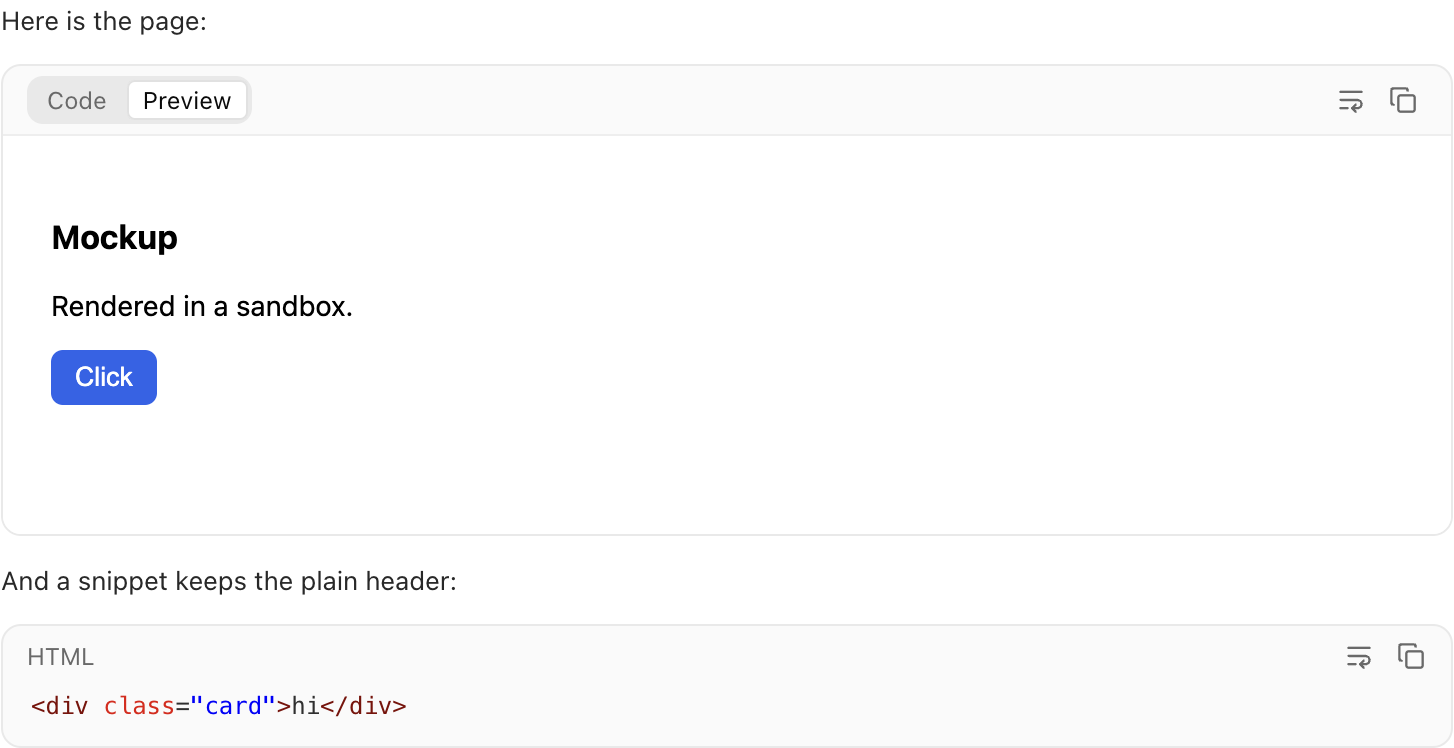 Here is the page:
Code Preview
Mockup
Rendered in a sandbox.
Click
And a snippet keeps the plain header:
HTML
<div class="card">hi</div>